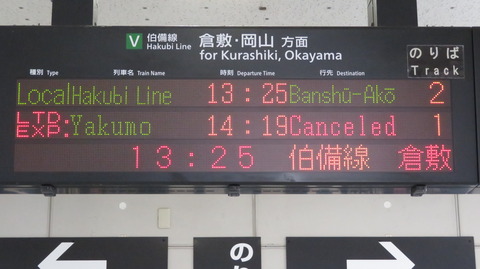 V 伯備線 Hakubi Line 倉敷・岡山 方面 for Kurashiki, Okayama
のりば Track
種別 Type 列車名 Train Name 時刻 Departure Time 行先 Destination
Local Hakubi Line 13:25 Banshū-Akō 2
LTD. EXP. Yakumo 14:19 Canceled 1
13:25 伯備線 倉敷
← のり →